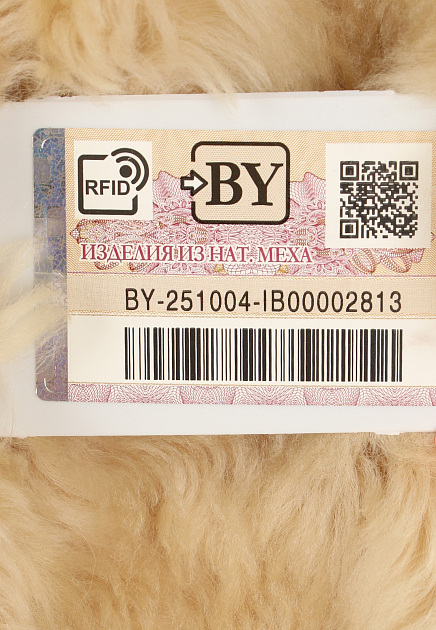 RFID
BY
ИЗДЕЛИЯ ИЗ НАТ. МЕХА
BY-251004-IB00002813